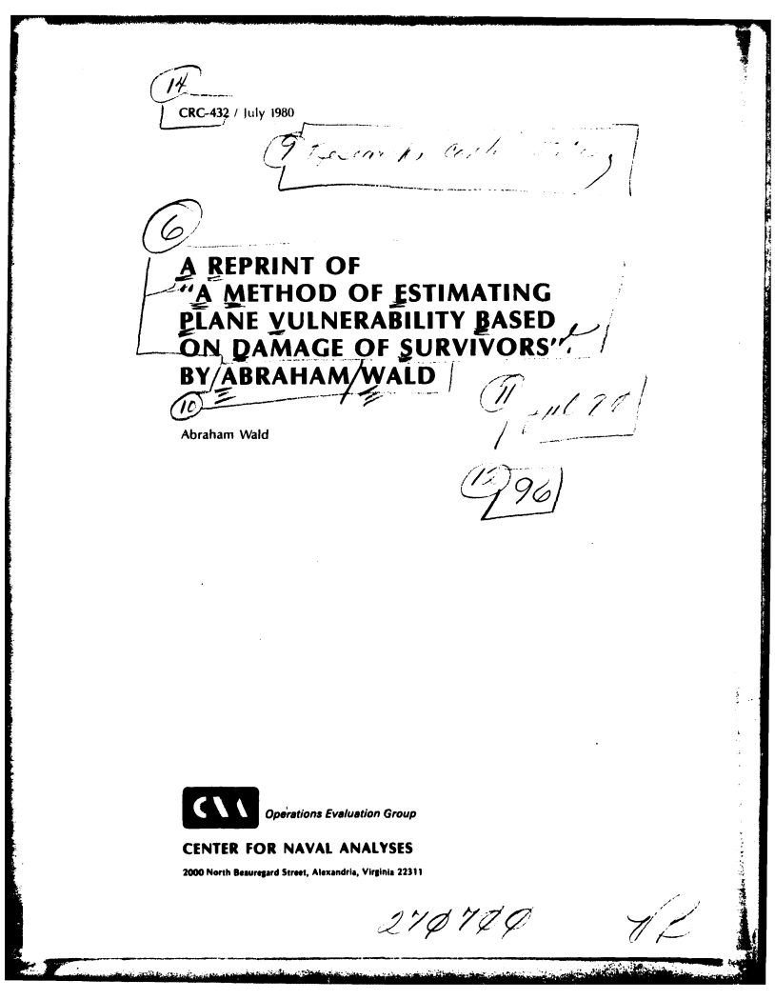 14
CRC-432 / July 1980
9
6
A REPRINT OF
"A METHOD OF ESTIMATING
PLANE VULNERABILITY BASED
ON DAMAGE OF SURVIVORS".
BY/ABRAHAM/WALD
10
11
Abraham Wald
12 96
CNA Operations Evaluation Group
CENTER FOR NAVAL ANALYSES
2000 North Beauregard Street, Alexandria, Virginia 22311
270700